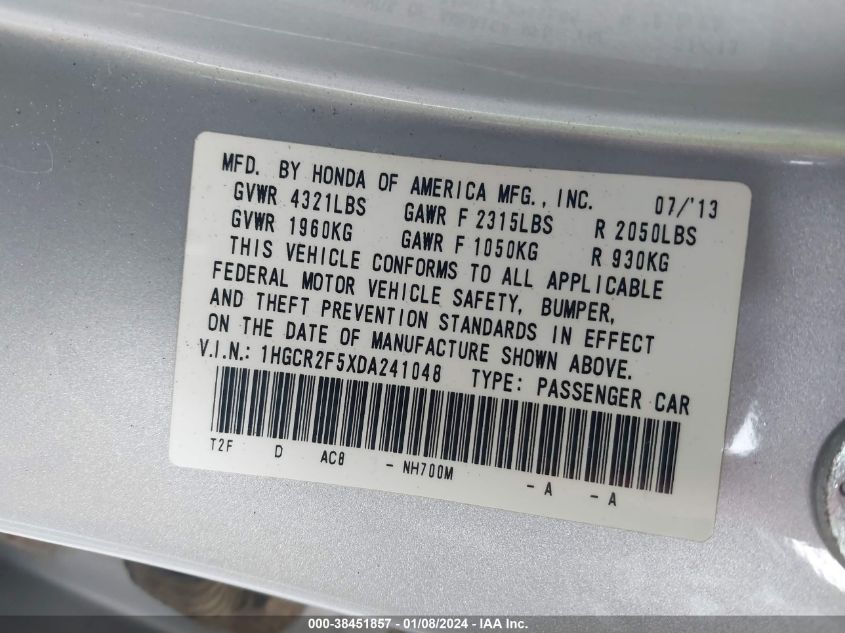 MFD. BY HONDA OF AMERICA MFG., INC. 07/'13
GVWR 4321LBS GAWR F 2315LBS R 2050LBS
GVWR 1960KG GAWR F 1050KG R 930KG
THIS VEHICLE CONFORMS TO ALL APPLICABLE
FEDERAL MOTOR VEHICLE SAFETY, BUMPER,
AND THEFT PREVENTION STANDARDS IN EFFECT
ON THE DATE OF MANUFACTURE SHOWN ABOVE.
V.I.N.: 1HGCR2F5XDA241048 TYPE: PASSENGER CAR
T2F D AC8 - NH700M - A - A
000-38451857 - 01/08/2024 - IAA Inc.